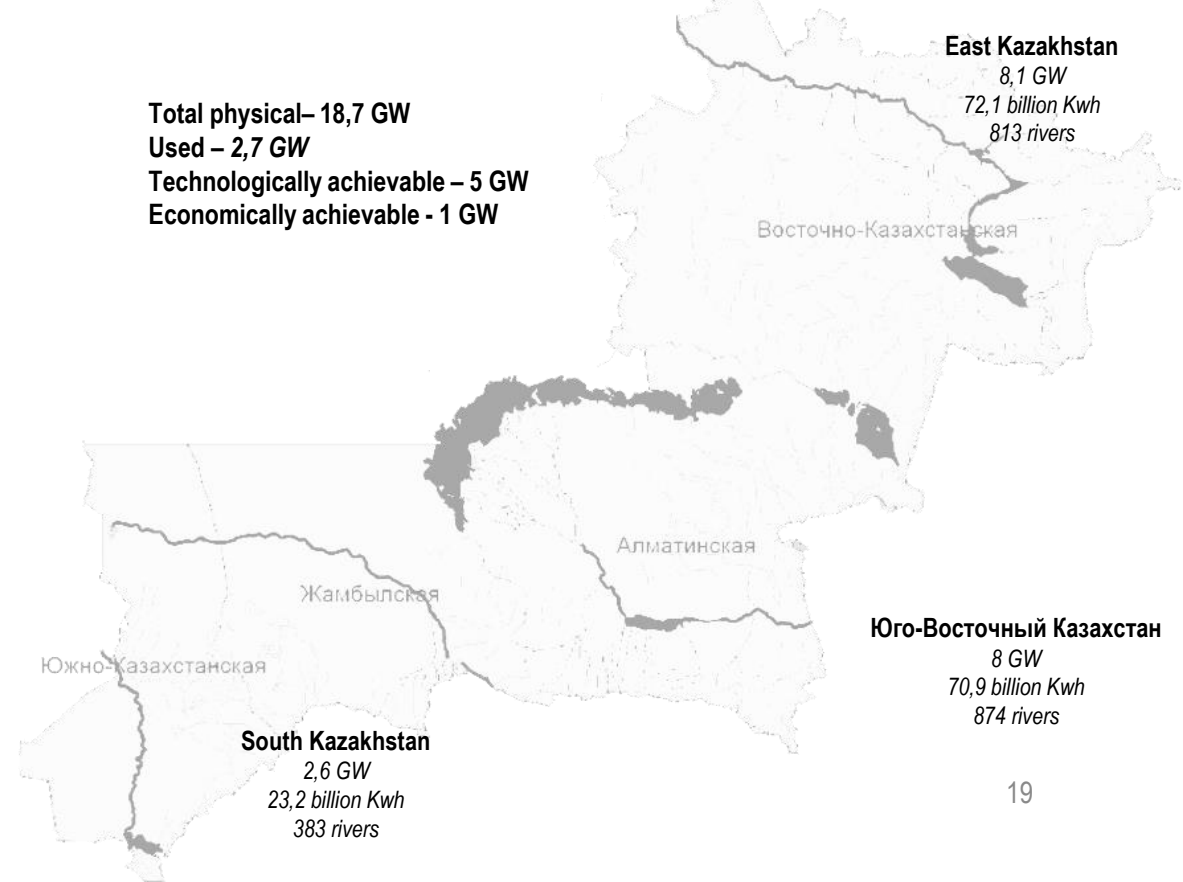 East Kazakhstan
8,1 GW
72,1 billion Kwh
813 rivers
Total physical– 18,7 GW
Used – 2,7 GW
Technologically achievable – 5 GW
Economically achievable - 1 GW
Восточно-Казахстанская
Алматинская
Жамбылская
Южно-Казахстанская
Юго-Восточный Казахстан
8 GW
70,9 billion Kwh
874 rivers
South Kazakhstan
2,6 GW
23,2 billion Kwh
383 rivers
19